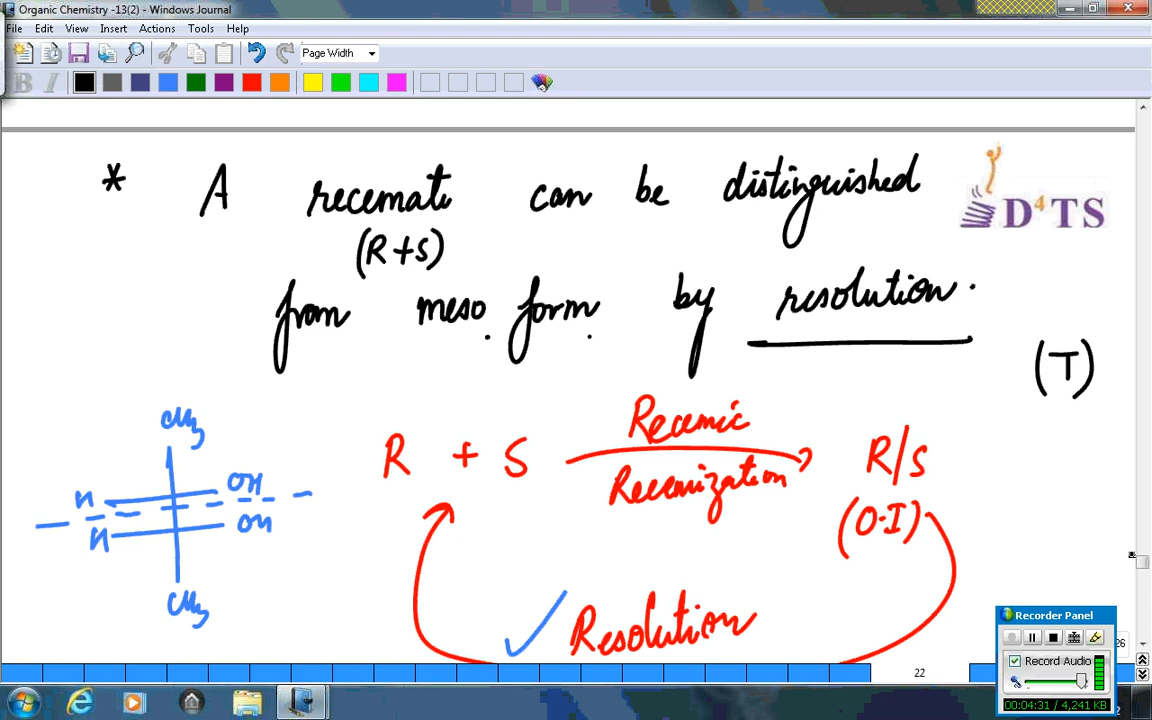 Organic Chemistry -13(2) - Windows Journal
File Edit View Insert Actions Tools Help
Page Width
B I
* A recemate can be distinguished
(R+S)
from meso form by resolution.
D4TS
(T)
CH3
H OH
H OH
CH3
R + S Recemic R/S
Recemization
(O.I)
Resolution
Recorder Panel
26
Record Audio
22
00:04:31 / 4,241 KB